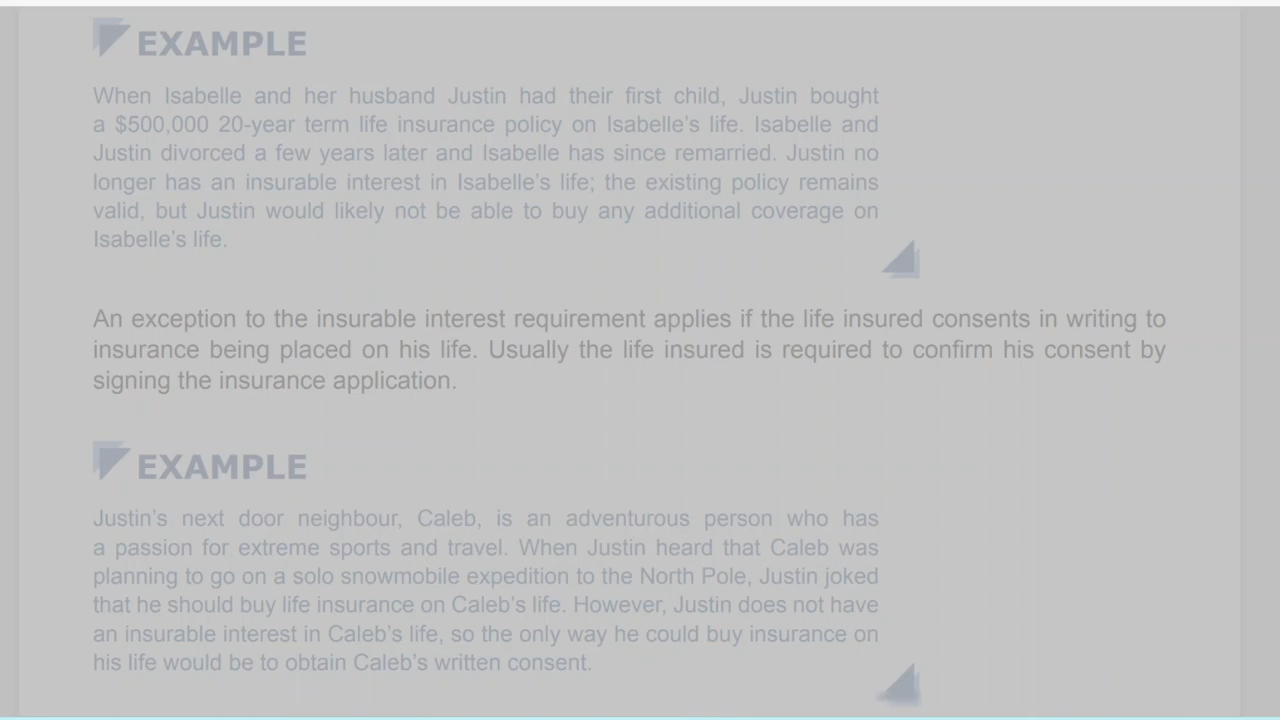 EXAMPLE
When Isabelle and her husband Justin had their first child, Justin bought
a $500,000 20-year term life insurance policy on Isabelle’s life. Isabelle and
Justin divorced a few years later and Isabelle has since remarried. Justin no
longer has an insurable interest in Isabelle’s life; the existing policy remains
valid, but Justin would likely not be able to buy any additional coverage on
Isabelle’s life.
An exception to the insurable interest requirement applies if the life insured consents in writing to
insurance being placed on his life. Usually the life insured is required to confirm his consent by
signing the insurance application.
EXAMPLE
Justin’s next door neighbour, Caleb, is an adventurous person who has
a passion for extreme sports and travel. When Justin heard that Caleb was
planning to go on a solo snowmobile expedition to the North Pole, Justin joked
that he should buy life insurance on Caleb’s life. However, Justin does not have
an insurable interest in Caleb’s life, so the only way he could buy insurance on
his life would be to obtain Caleb’s written consent.